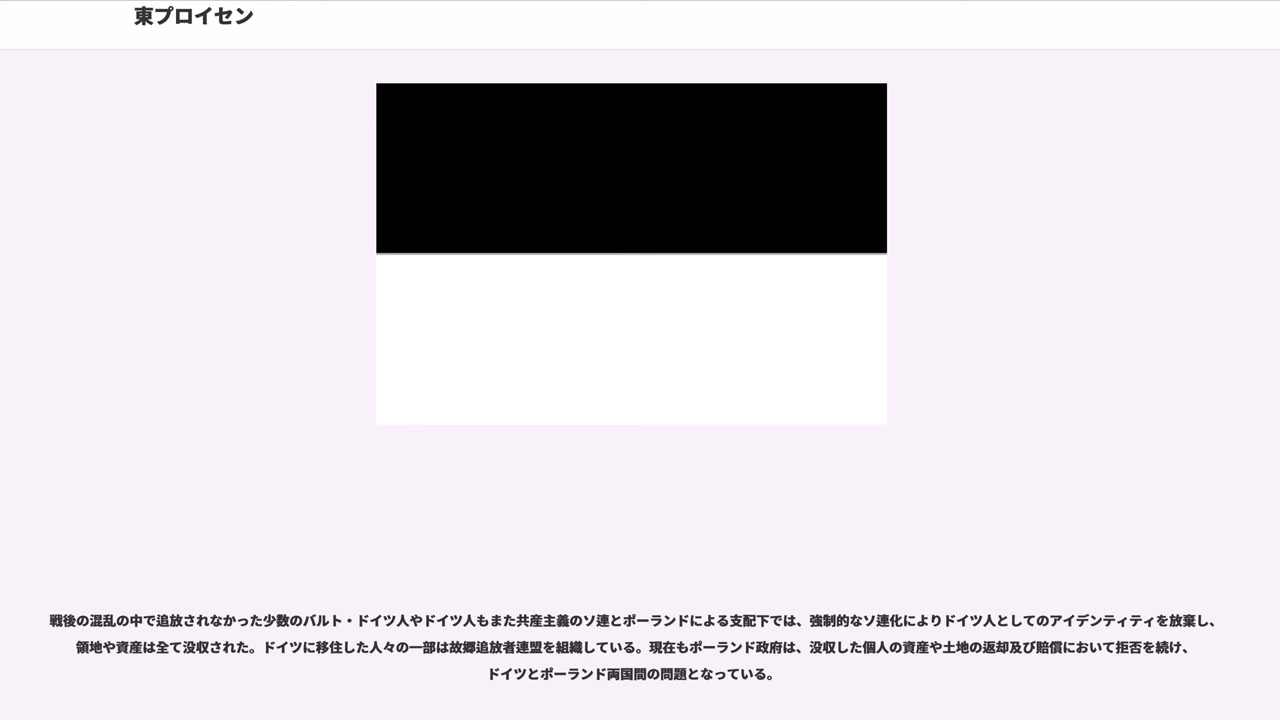 東プロイセン
戦後の混乱の中で追放されなかった少数のバルト・ドイツ人やドイツ人もまた共産主義のソ連とポーランドによる支配下では、強制的なソ連化によりドイツ人としてのアイデンティティを放棄し、
領地や資産は全て没収された。ドイツに移住した人々の一部は故郷追放者連盟を組織している。現在もポーランド政府は、没収した個人の資産や土地の返却及び賠償において拒否を続け、
ドイツとポーランド両国間の問題となっている。